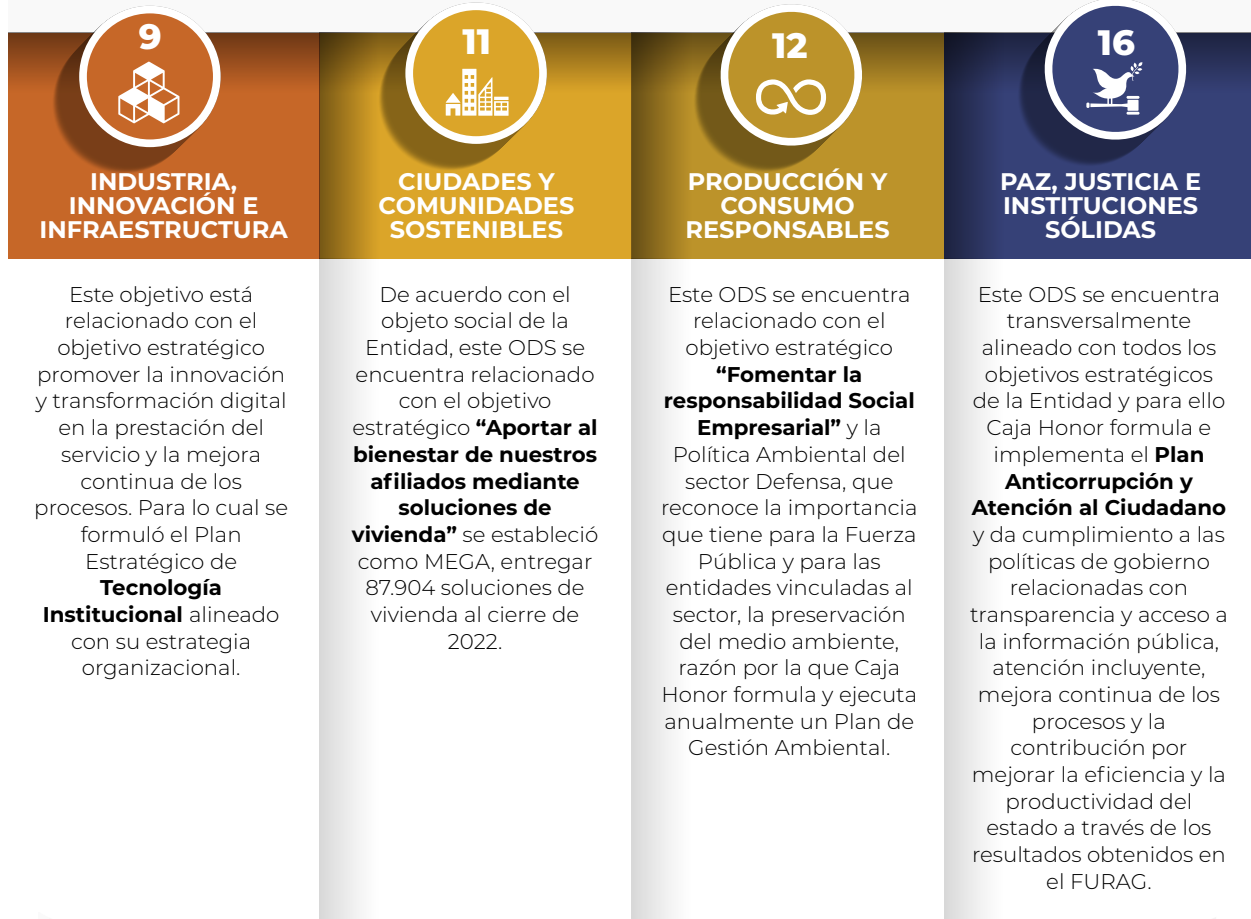 9
INDUSTRIA,
INNOVACIÓN E
INFRAESTRUCTURA
Este objetivo está
relacionado con el
objetivo estratégico
promover la innovación
y transformación digital
en la prestación del
servicio y la mejora
continua de los
procesos. Para lo cual se
formuló el Plan
Estratégico de
Tecnología
Institucional alineado
con su estrategia
organizacional.
11
CIUDADES Y
COMUNIDADES
SOSTENIBLES
De acuerdo con el
objeto social de la
Entidad, este ODS se
encuentra relacionado
con el objetivo
estratégico “Aportar al
bienestar de nuestros
afiliados mediante
soluciones de
vivienda” se estableció
como MEGA, entregar
87.904 soluciones de
vivienda al cierre de
2022.
12
PRODUCCIÓN Y
CONSUMO
RESPONSABLES
Este ODS se encuentra
relacionado con el
objetivo estratégico
“Fomentar la
responsabilidad Social
Empresarial” y la
Política Ambiental del
sector Defensa, que
reconoce la importancia
que tiene para la Fuerza
Pública y para las
entidades vinculadas al
sector, la preservación
del medio ambiente,
razón por la que Caja
Honor formula y ejecuta
anualmente un Plan de
Gestión Ambiental.
16
PAZ, JUSTICIA E
INSTITUCIONES
SÓLIDAS
Este ODS se encuentra
transversalmente
alineado con todos los
objetivos estratégicos
de la Entidad y para ello
Caja Honor formula e
implementa el Plan
Anticorrupción y
Atención al Ciudadano
y da cumplimiento a las
políticas de gobierno
relacionadas con
transparencia y acceso a
la información pública,
atención incluyente,
mejora continua de los
procesos y la
contribución por
mejorar la eficiencia y la
productividad del
estado a través de los
resultados obtenidos en
el FURAG.